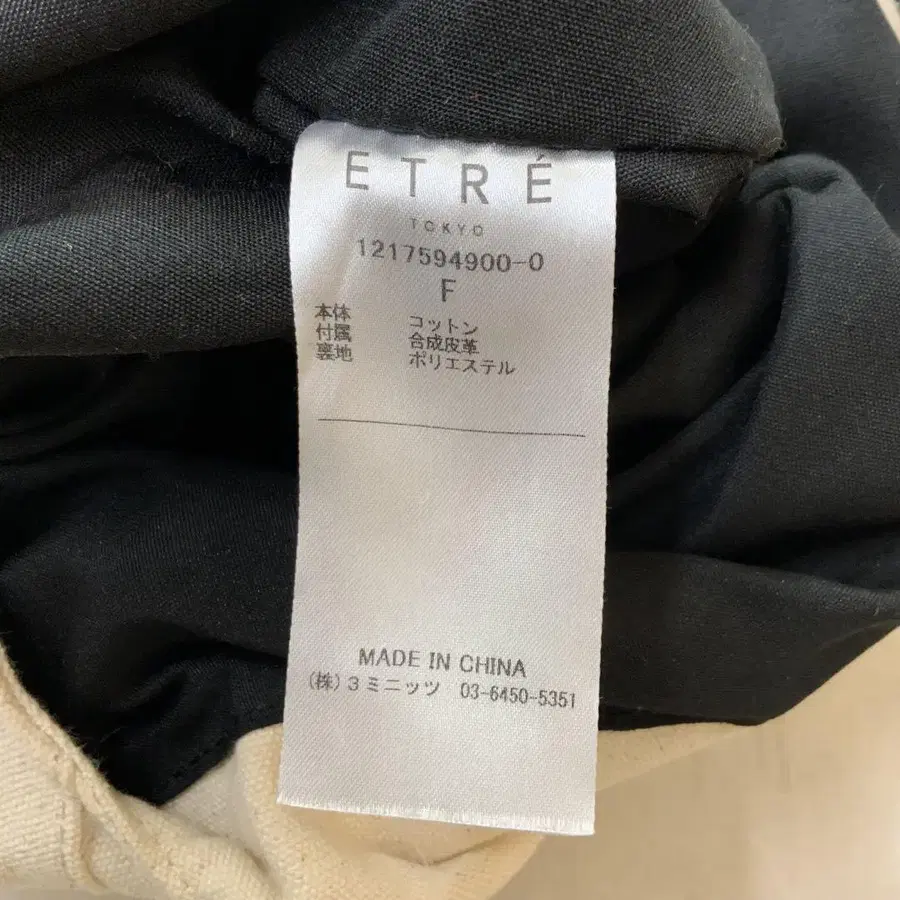 ETRÉ
TOKYO
1217594900-0
F
本体 コットン
付属 合成皮革
裏地 ポリエステル
MADE IN CHINA
(株)3ミニッツ 03-6450-5351